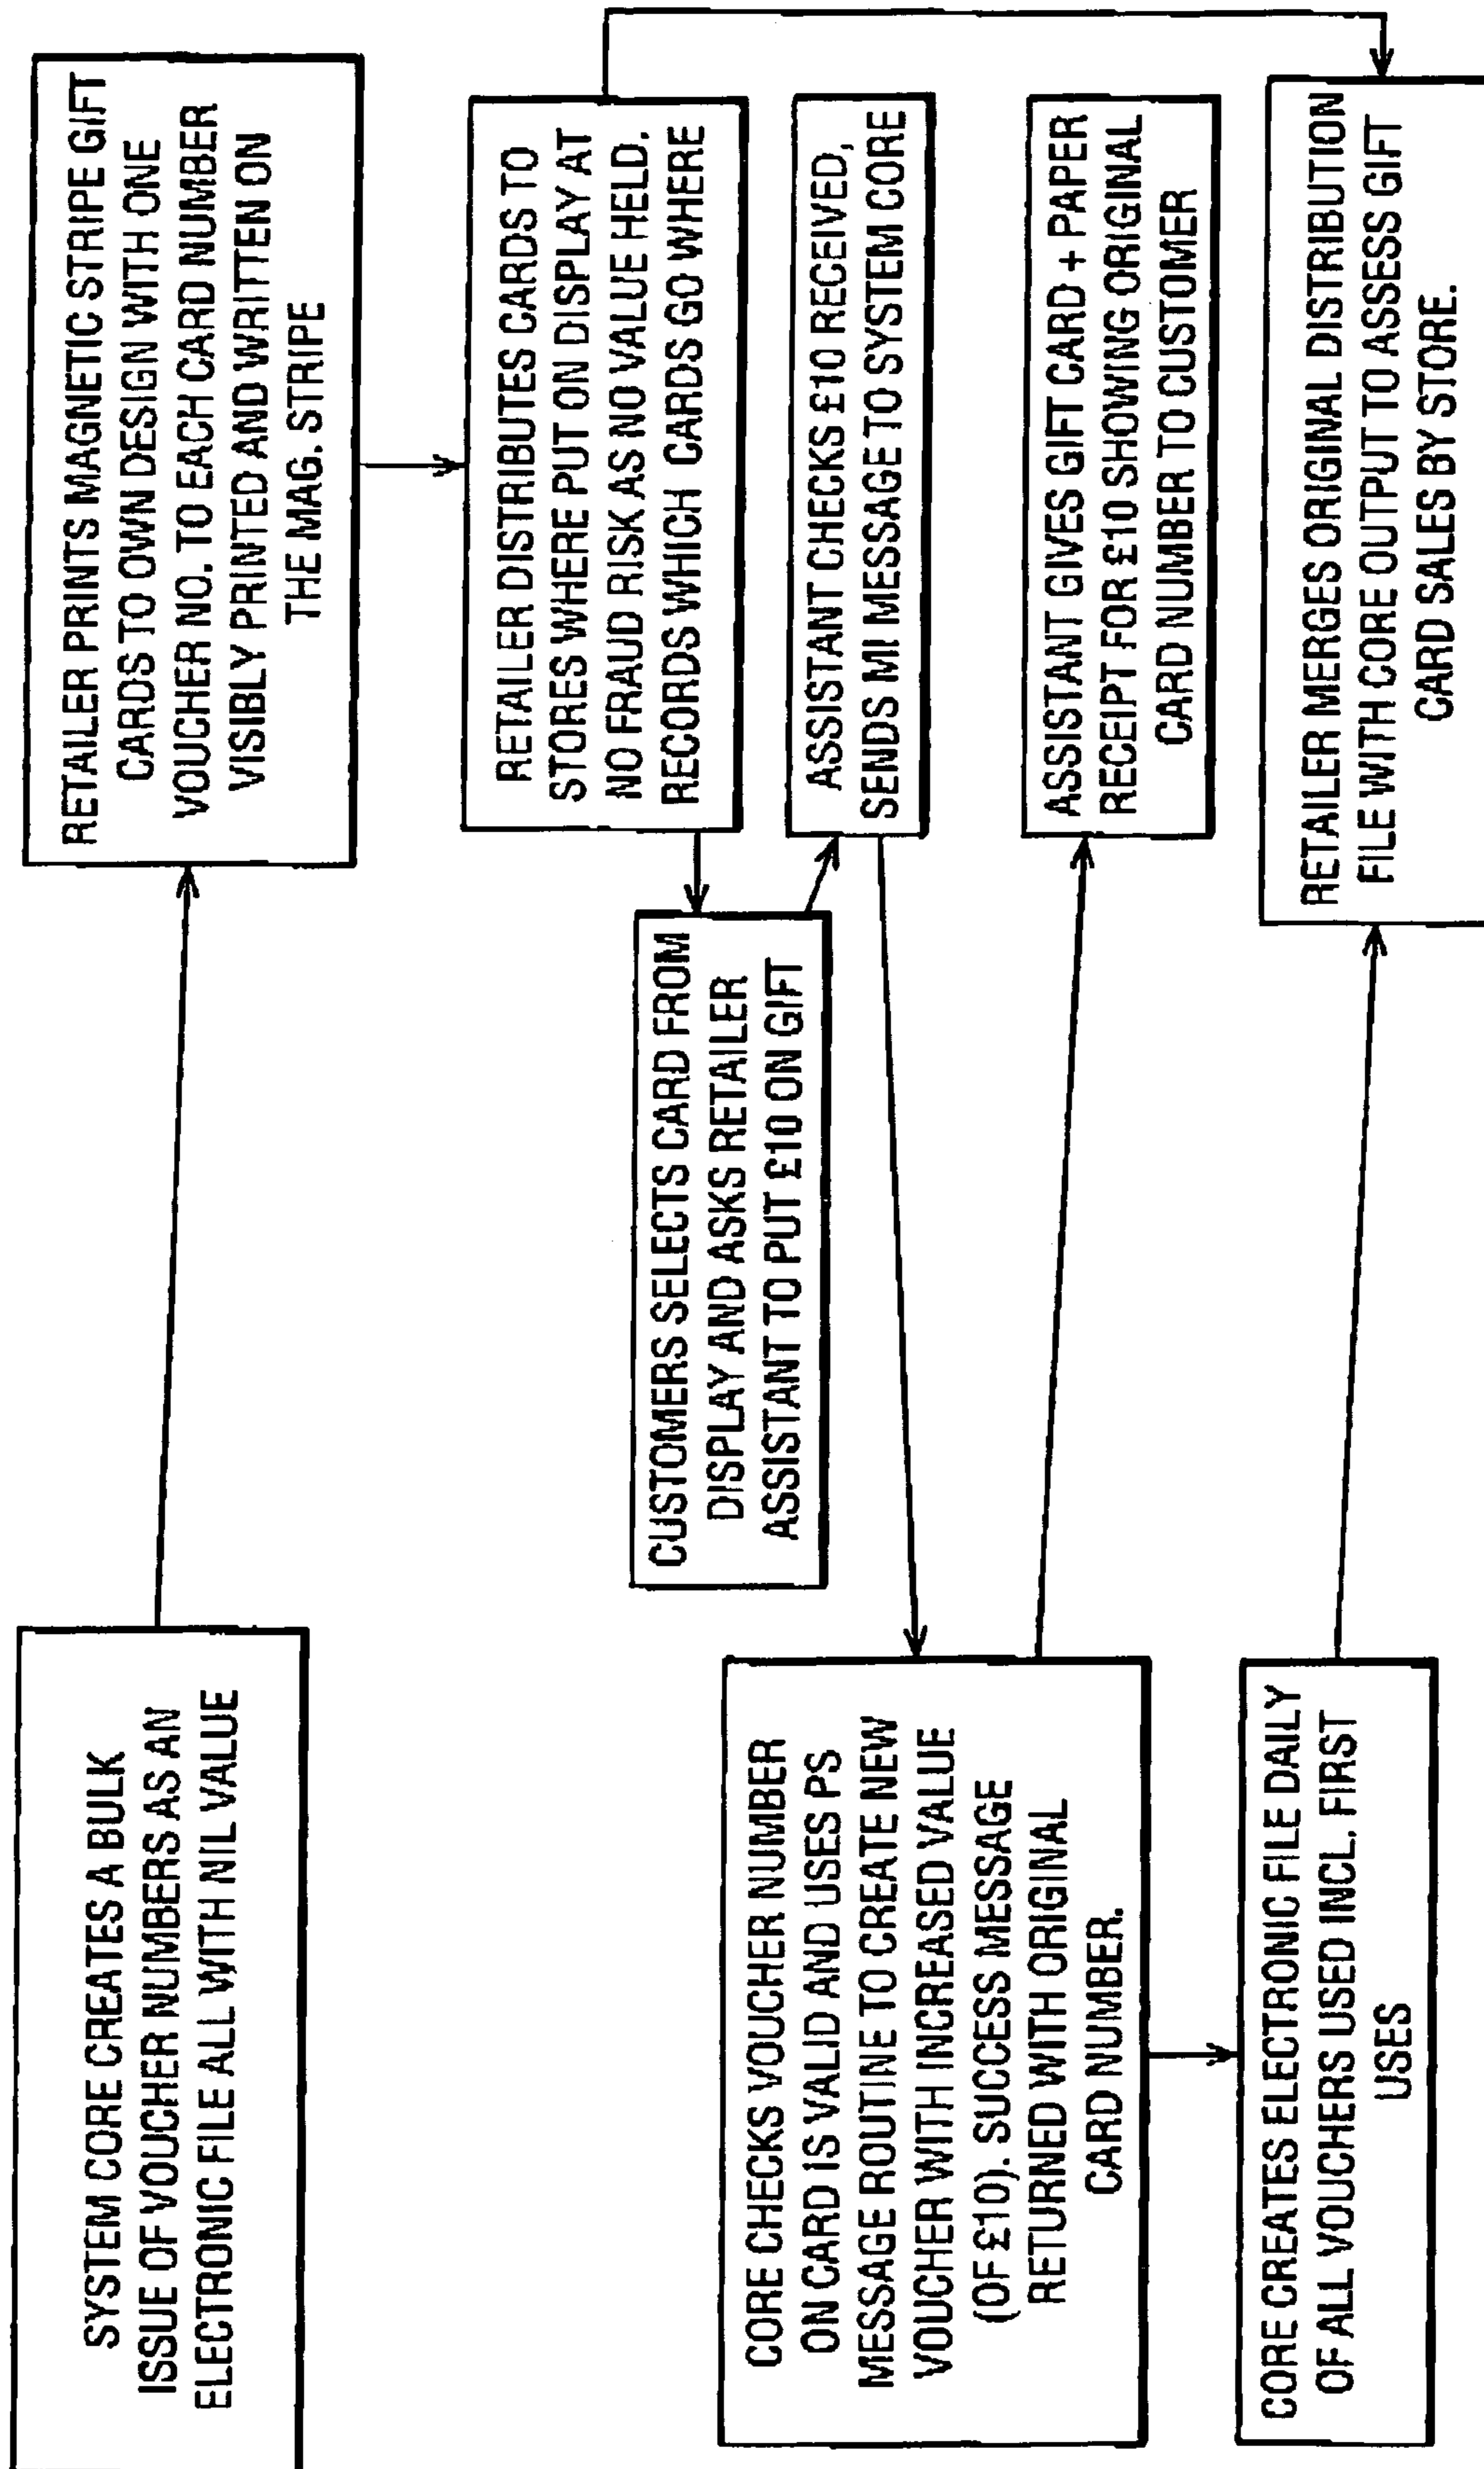 SYSTEM CORE CREATES A BULK
ISSUE OF VOUCHER NUMBERS AS AN
ELECTRONIC FILE ALL WITH NIL VALUE
RETAILER PRINTS MAGNETIC STRIPE GIFT
CARDS TO OWN DESIGN WITH ONE
VOUCHER NO. TO EACH CARD NUMBER
VISIBLY PRINTED AND WRITTEN ON
THE MAG. STRIPE
RETAILER DISTRIBUTES CARDS TO
STORES WHERE PUT ON DISPLAY AT
NO FRAUD RISK AS NO VALUE HELD.
RECORDS WHICH CARDS GO WHERE
CUSTOMERS SELECTS CARD FROM
DISPLAY AND ASKS RETAILER
ASSISTANT TO PUT £10 ON GIFT
ASSISTANT CHECKS £10 RECEIVED,
SENDS MI MESSAGE TO SYSTEM CORE
CORE CHECKS VOUCHER NUMBER
ON CARD IS VALID AND USES PS
MESSAGE ROUTINE TO CREATE NEW
VOUCHER WITH INCREASED VALUE
(OF £10). SUCCESS MESSAGE
RETURNED WITH ORIGINAL
CARD NUMBER.
ASSISTANT GIVES GIFT CARD + PAPER
RECEIPT FOR £10 SHOWING ORIGINAL
CARD NUMBER TO CUSTOMER
CORE CREATES ELECTRONIC FILE DAILY
OF ALL VOUCHERS USED INCL. FIRST
USES
RETAILER MERGES ORIGINAL DISTRIBUTION
FILE WITH CORE OUTPUT TO ASSESS GIFT
CARD SALES BY STORE.